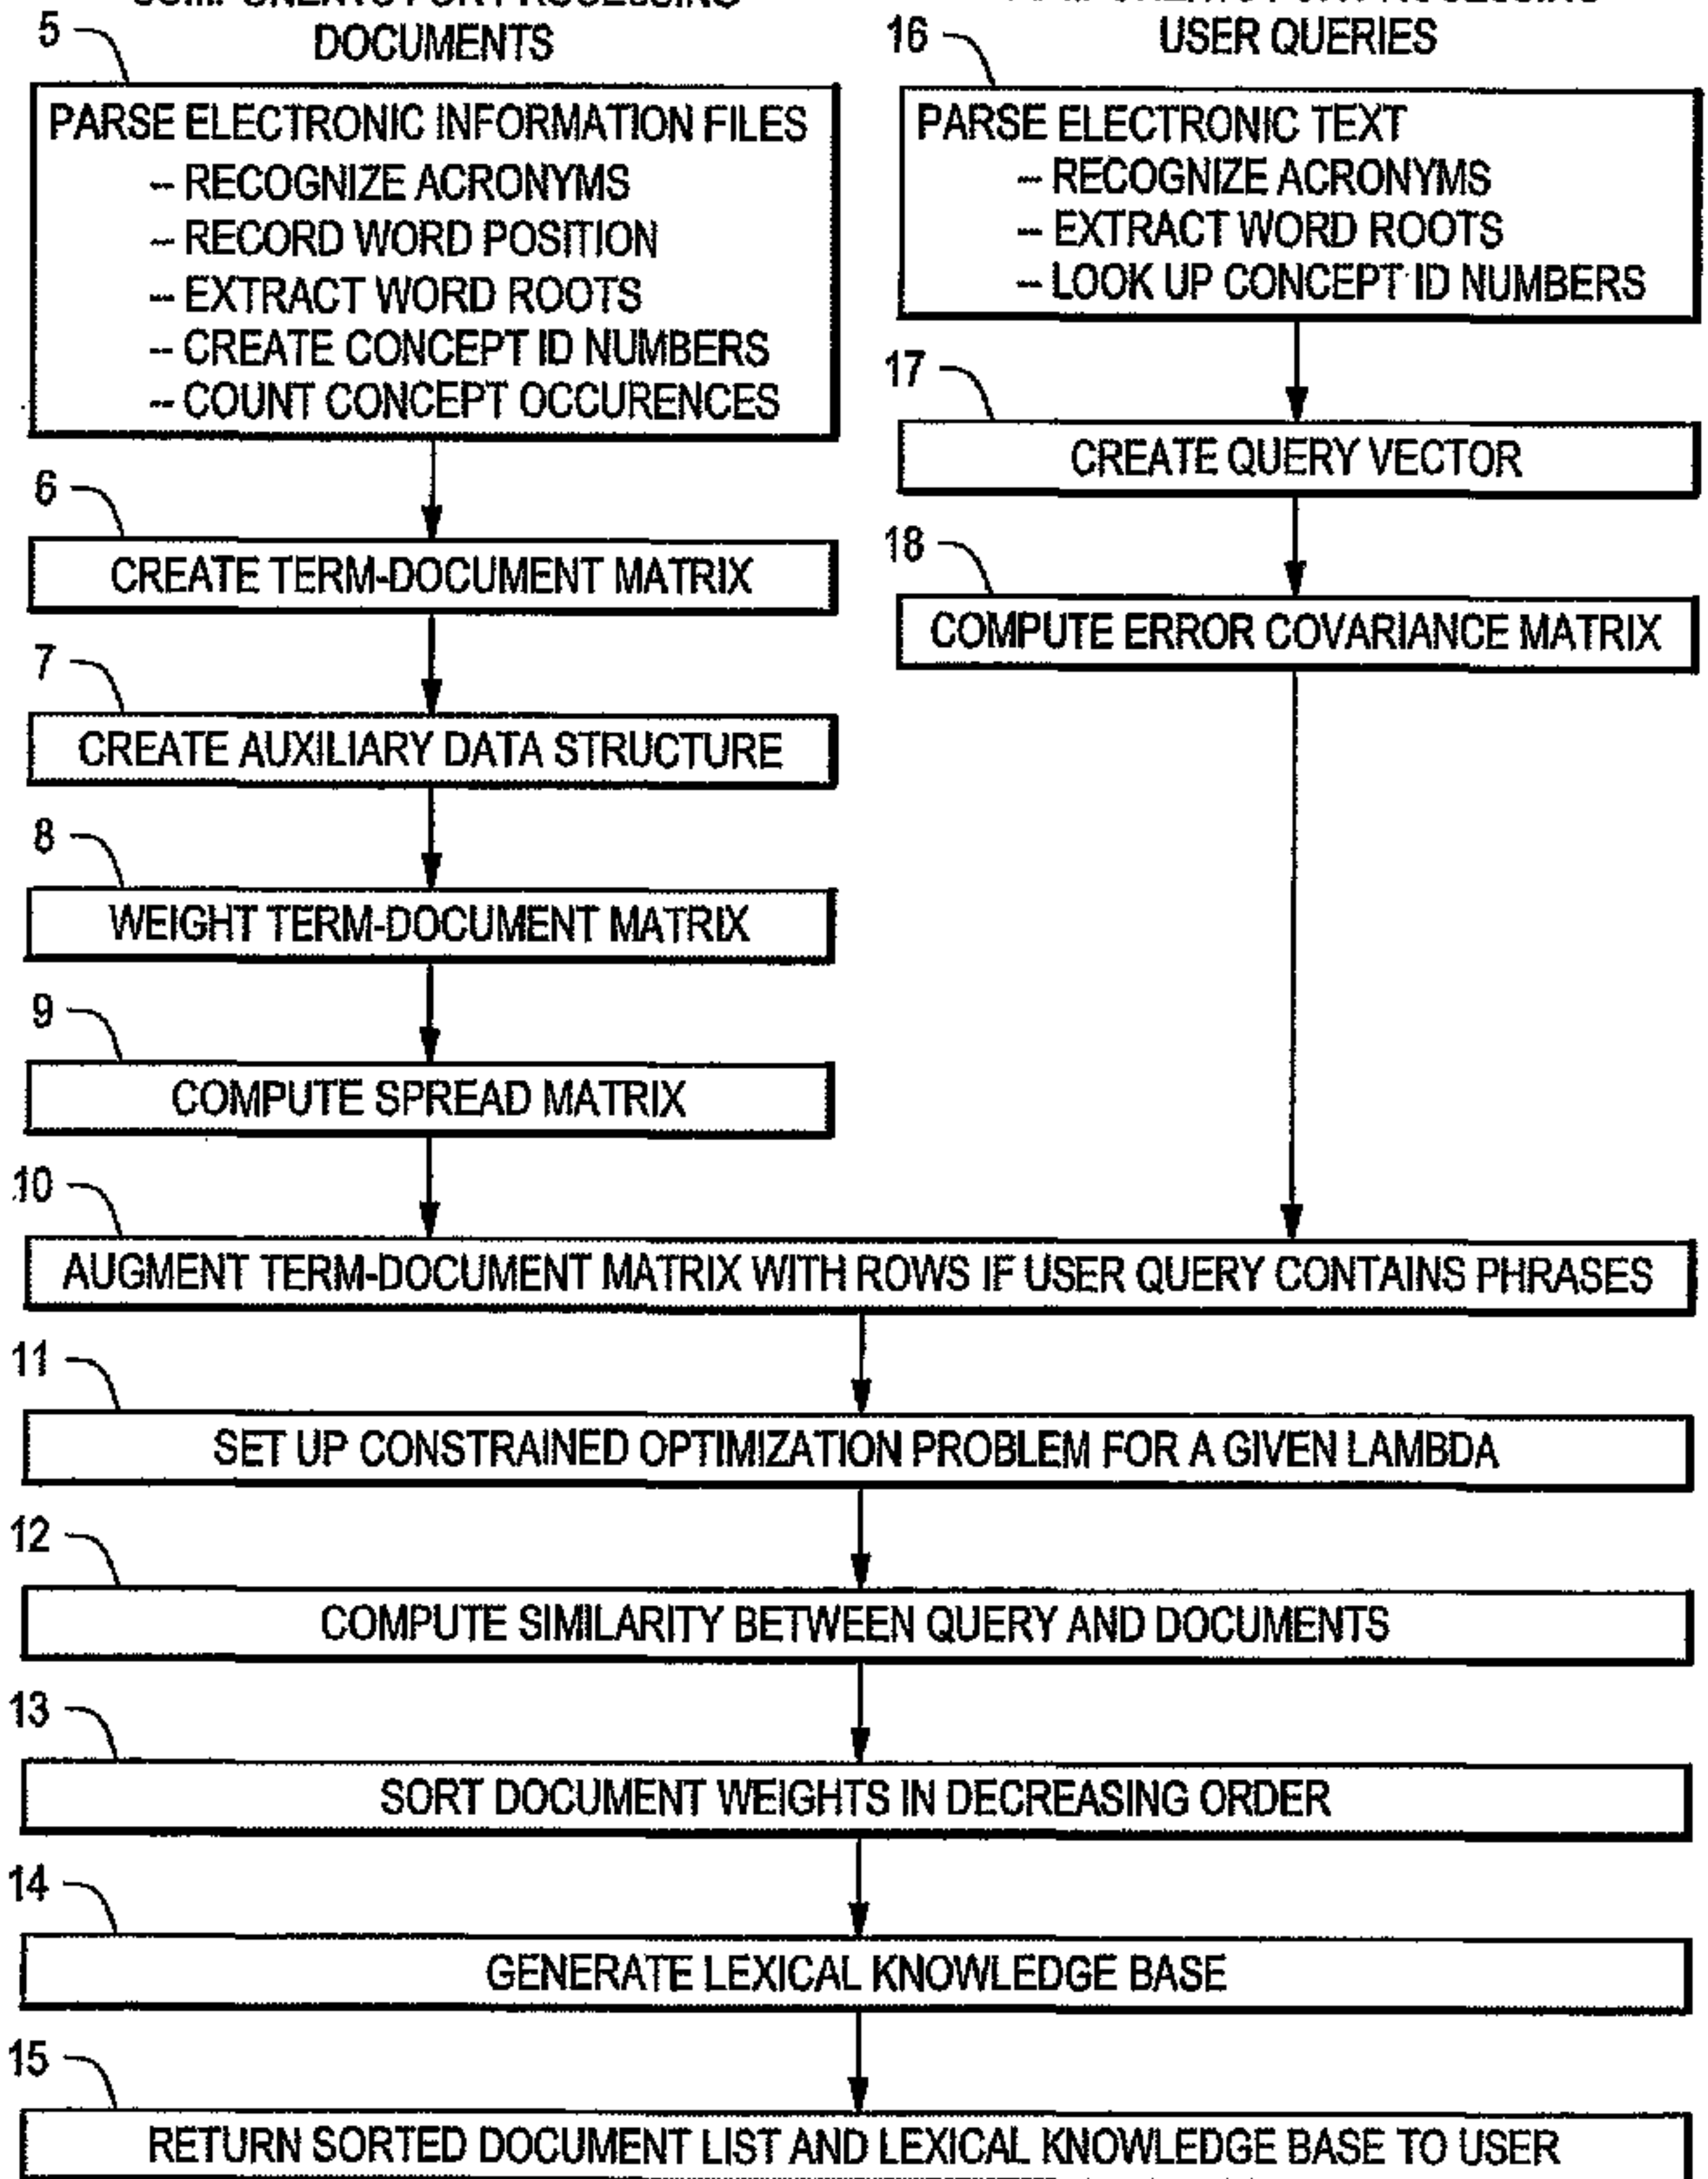 DOCUMENTS
5
PARSE ELECTRONIC INFORMATION FILES
-- RECOGNIZE ACRONYMS
-- RECORD WORD POSITION
-- EXTRACT WORD ROOTS
-- CREATE CONCEPT ID NUMBERS
-- COUNT CONCEPT OCCURENCES
6
CREATE TERM-DOCUMENT MATRIX
7
CREATE AUXILIARY DATA STRUCTURE
8
WEIGHT TERM-DOCUMENT MATRIX
9
COMPUTE SPREAD MATRIX
USER QUERIES
16
PARSE ELECTRONIC TEXT
-- RECOGNIZE ACRONYMS
-- EXTRACT WORD ROOTS
-- LOOK UP CONCEPT ID NUMBERS
17
CREATE QUERY VECTOR
18
COMPUTE ERROR COVARIANCE MATRIX
10
AUGMENT TERM-DOCUMENT MATRIX WITH ROWS IF USER QUERY CONTAINS PHRASES
11
SET UP CONSTRAINED OPTIMIZATION PROBLEM FOR A GIVEN LAMBDA
12
COMPUTE SIMILARITY BETWEEN QUERY AND DOCUMENTS
13
SORT DOCUMENT WEIGHTS IN DECREASING ORDER
14
GENERATE LEXICAL KNOWLEDGE BASE
15
RETURN SORTED DOCUMENT LIST AND LEXICAL KNOWLEDGE BASE TO USER